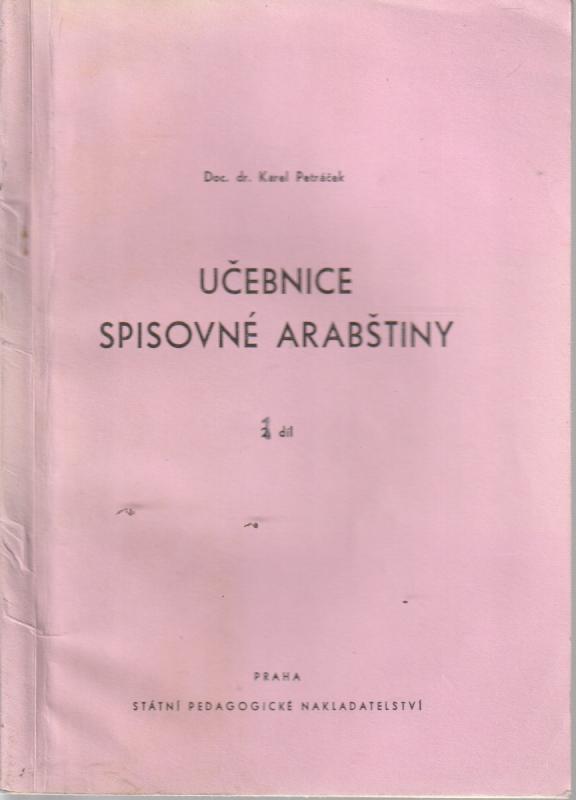 Doc. dr. Karel Petráček
UČEBNICE
SPISOVNÉ ARABŠTINY
díl
PRAHA
STÁTNÍ PEDAGOGICKÉ NAKLADATELSTVÍ